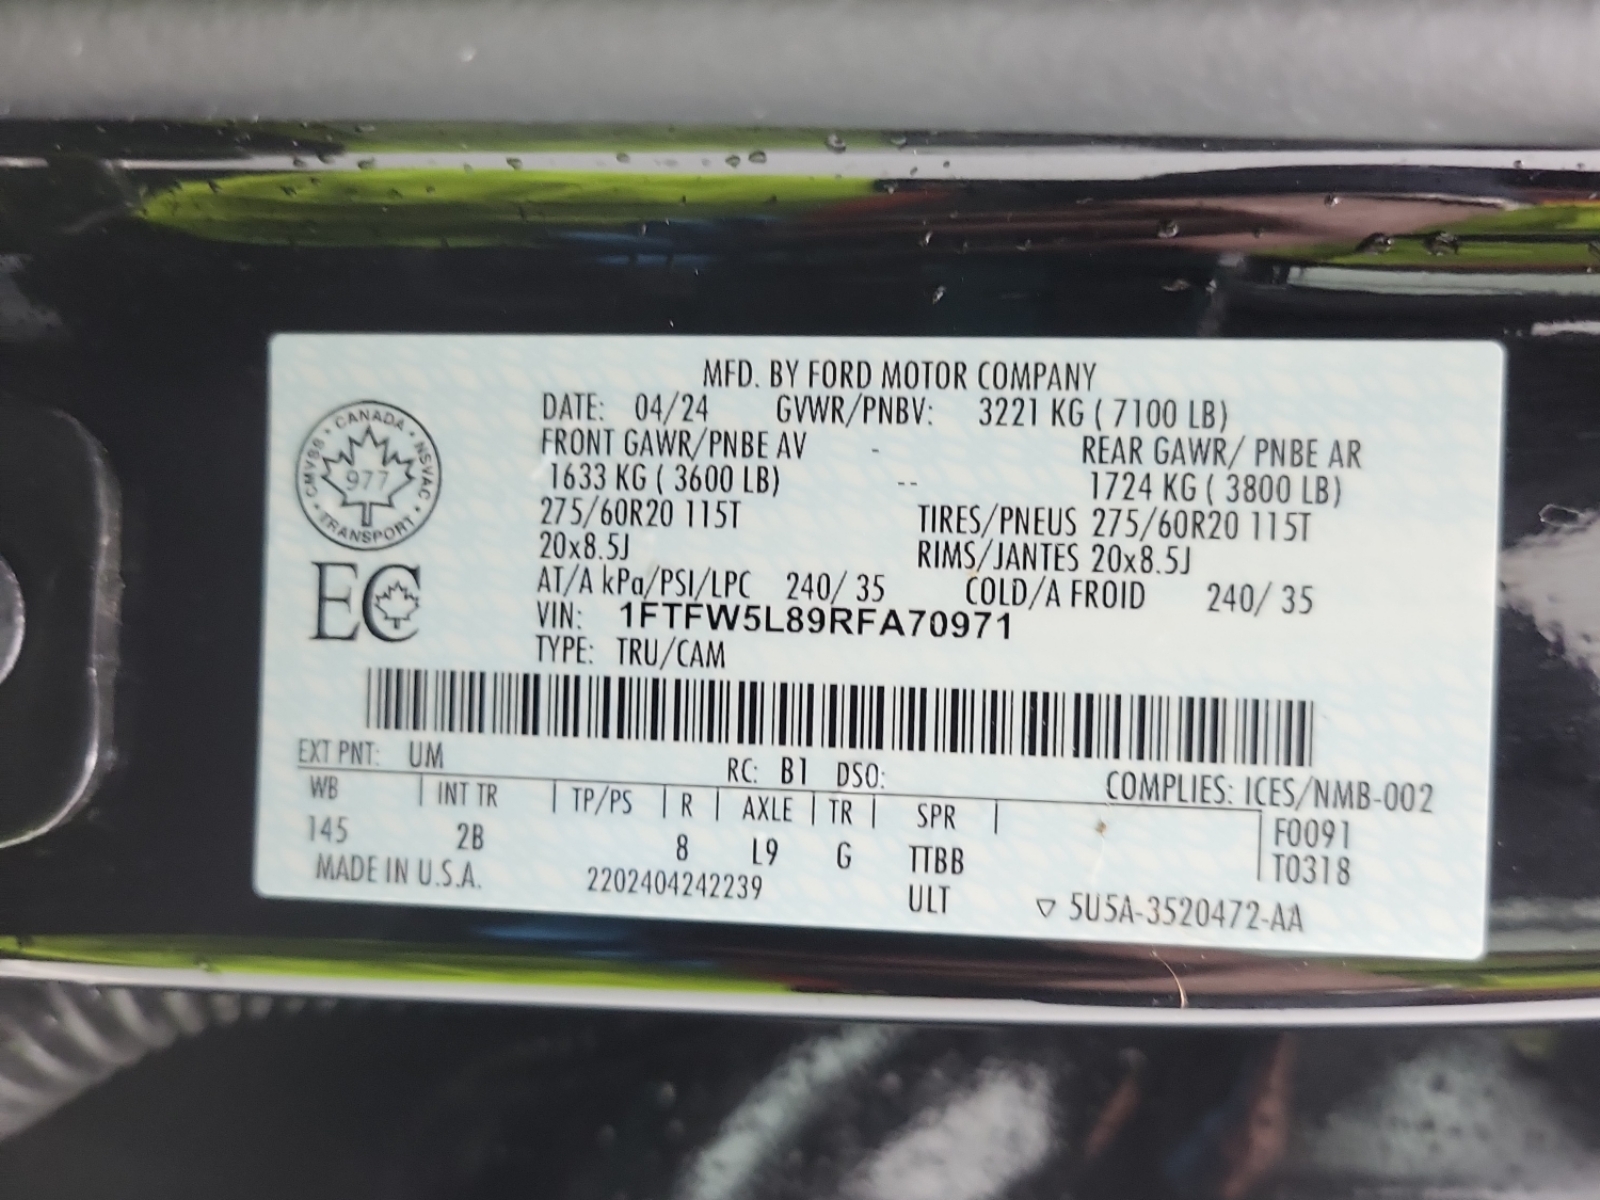 MFD. BY FORD MOTOR COMPANY
DATE: 04/24 GVWR/PNBV: 3221 KG ( 7100 LB)
FRONT GAWR/PNBE AV - REAR GAWR/ PNBE AR
1633 KG ( 3600 LB) -- 1724 KG ( 3800 LB)
275/60R20 115T TIRES/PNEUS 275/60R20 115T
20x8.5J RIMS/JANTES 20x8.5J
AT/A kPa/PSI/LPC 240/ 35 COLD/A FROID 240/ 35
VIN: 1FTFW5L89RFA70971
TYPE: TRU/CAM
CANADA • NSVAC • TRANSPORT • CMVSS •
977
EC
EXT PNT: UM RC: B1 DSO: COMPLIES: ICES/NMB-002
WB | INT TR | TP/PS | R | AXLE | TR | SPR | F0091
145 2B 8 L9 G TTBB T0318
MADE IN U.S.A. 2202404242239 ULT ▽ 5U5A-3520472-AA